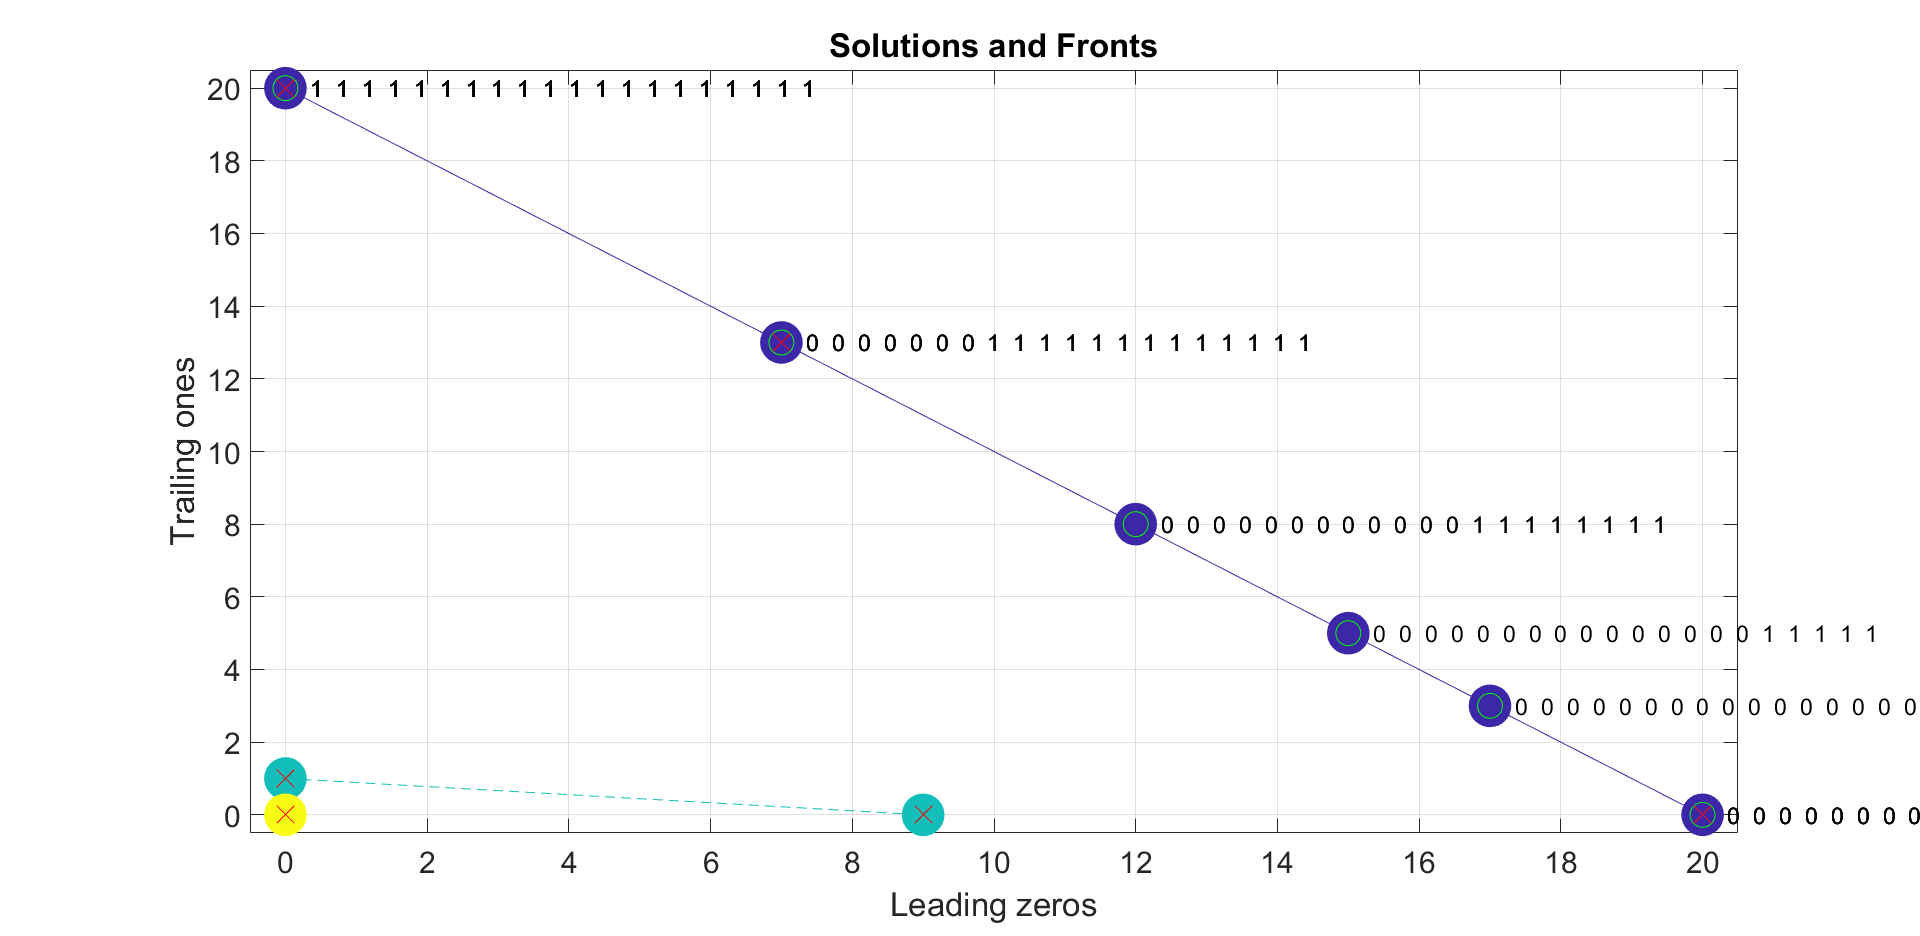 Solutions and Fronts
20
1 1 1 1 1 1 1 1 1 1 1 1 1 1 1 1 1 1 1 1
18
16
14
0 0 0 0 0 0 0 1 1 1 1 1 1 1 1 1 1 1 1 1
12
10
8
0 0 0 0 0 0 0 0 0 0 0 0 1 1 1 1 1 1 1 1
6
0 0 0 0 0 0 0 0 0 0 0 0 0 0 0 1 1 1 1 1
4
0 0 0 0 0 0 0 0 0 0 0 0 0 0 0 0
2
0
0 0 0 0 0 0 0 0
Trailing ones
0 2 4 6 8 10 12 14 16 18 20
Leading zeros